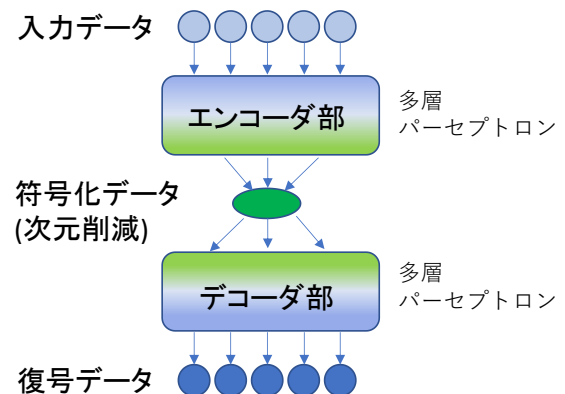 入力データ
エンコーダ部
多層
パーセプトロン
符号化データ
(次元削減)
デコーダ部
多層
パーセプトロン
復号データ